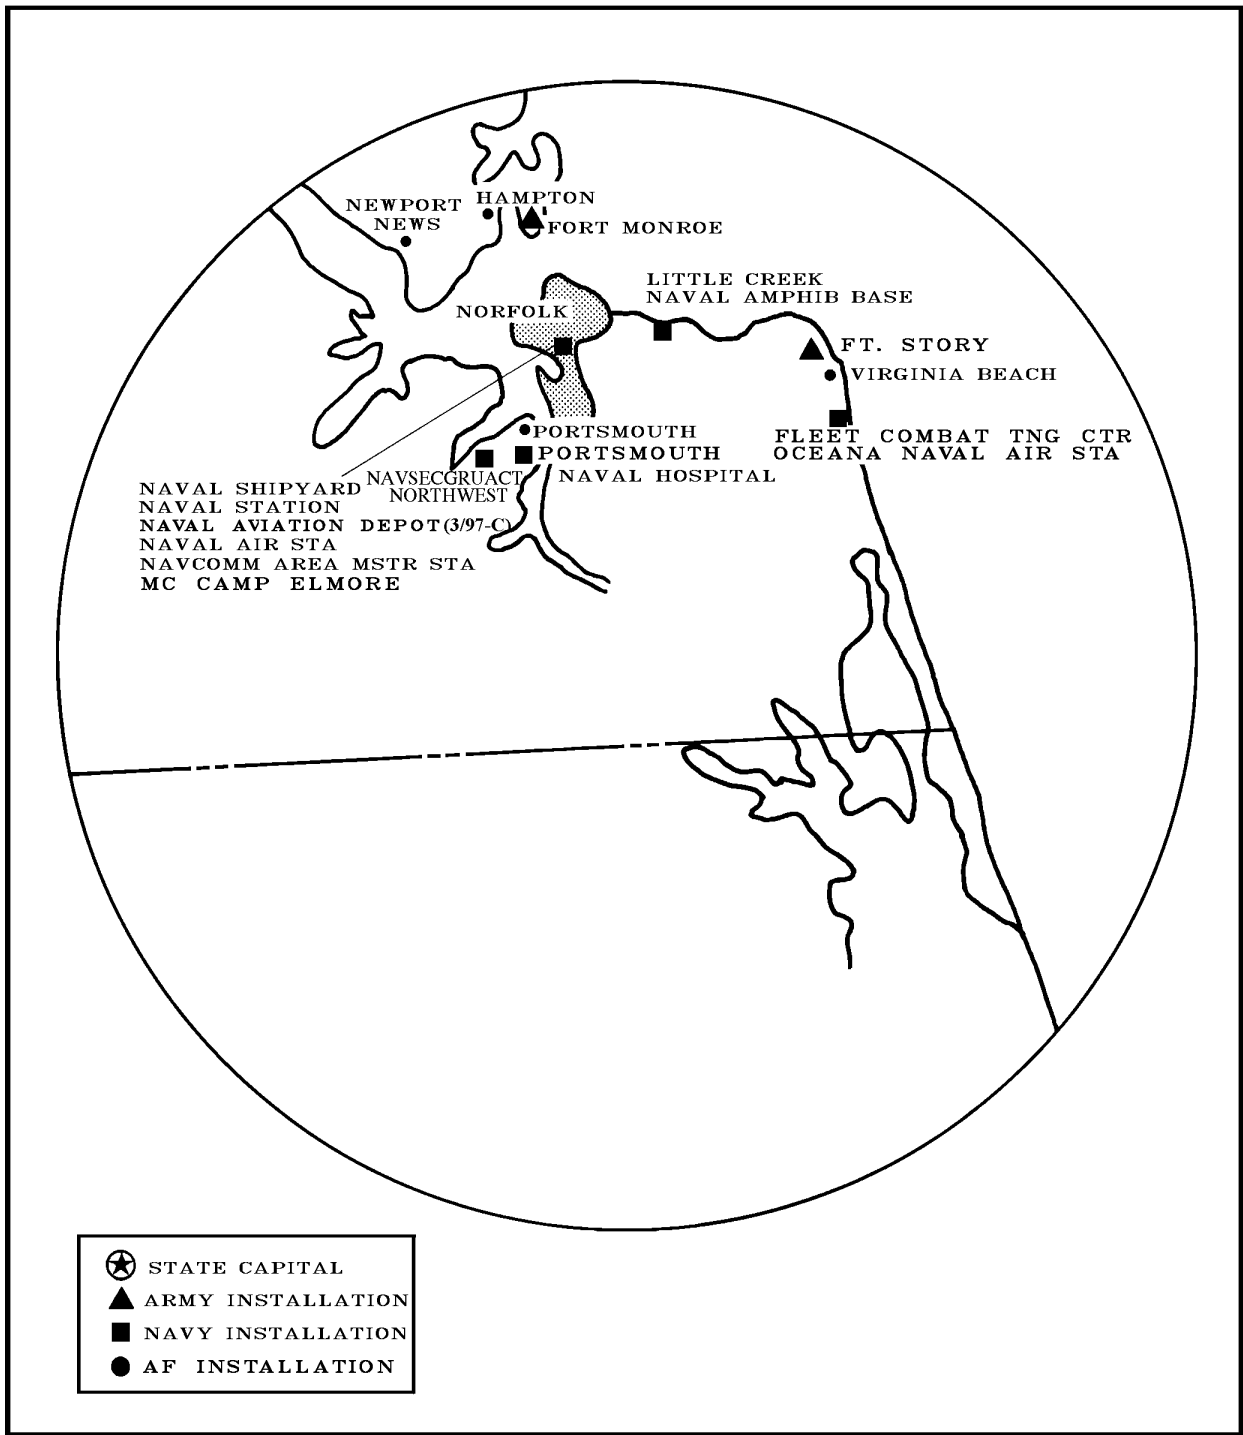 HAMPTON
NEWPORT
NEWS
FORT MONROE
LITTLE CREEK
NAVAL AMPHIB BASE
NORFOLK
FT. STORY
VIRGINIA BEACH
PORTSMOUTH
FLEET COMBAT TNG CTR
OCEANA NAVAL AIR STA
PORTSMOUTH
NAVAL HOSPITAL
NAVSECGRUACT
NORTHWEST
NAVAL SHIPYARD
NAVAL STATION
NAVAL AVIATION DEPOT (3/97-C)
NAVAL AIR STA
NAVCOMM AREA MSTR STA
MC CAMP ELMORE
STATE CAPITAL
ARMY INSTALLATION
NAVY INSTALLATION
AF INSTALLATION